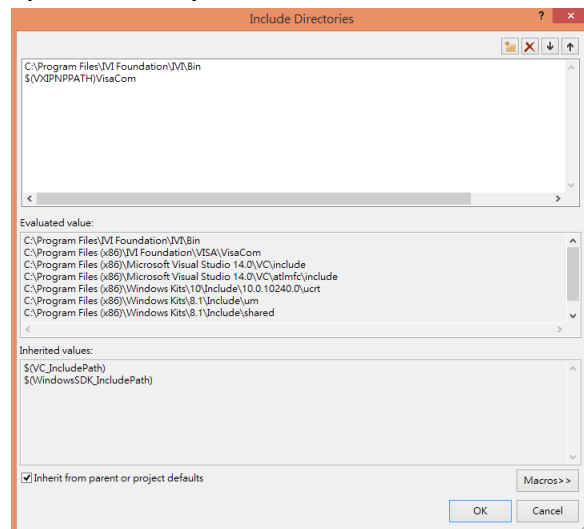 Include Directories
? ×
C:\Program Files\IVI Foundation\IVI\Bin
$(VXIPNPPATH)VisaCom
Evaluated value:
C:\Program Files\IVI Foundation\IVI\Bin
C:\Program Files (x86)\IVI Foundation\VISA\VisaCom
C:\Program Files (x86)\Microsoft Visual Studio 14.0\VC\include
C:\Program Files (x86)\Microsoft Visual Studio 14.0\VC\atlmfc\include
C:\Program Files (x86)\Windows Kits\10\Include\10.0.10240.0\ucrt
C:\Program Files (x86)\Windows Kits\8.1\Include\um
C:\Program Files (x86)\Windows Kits\8.1\Include\shared
Inherited values:
$(VC_IncludePath)
$(WindowsSDK_IncludePath)
Inherit from parent or project defaults
Macros>>
OK
Cancel